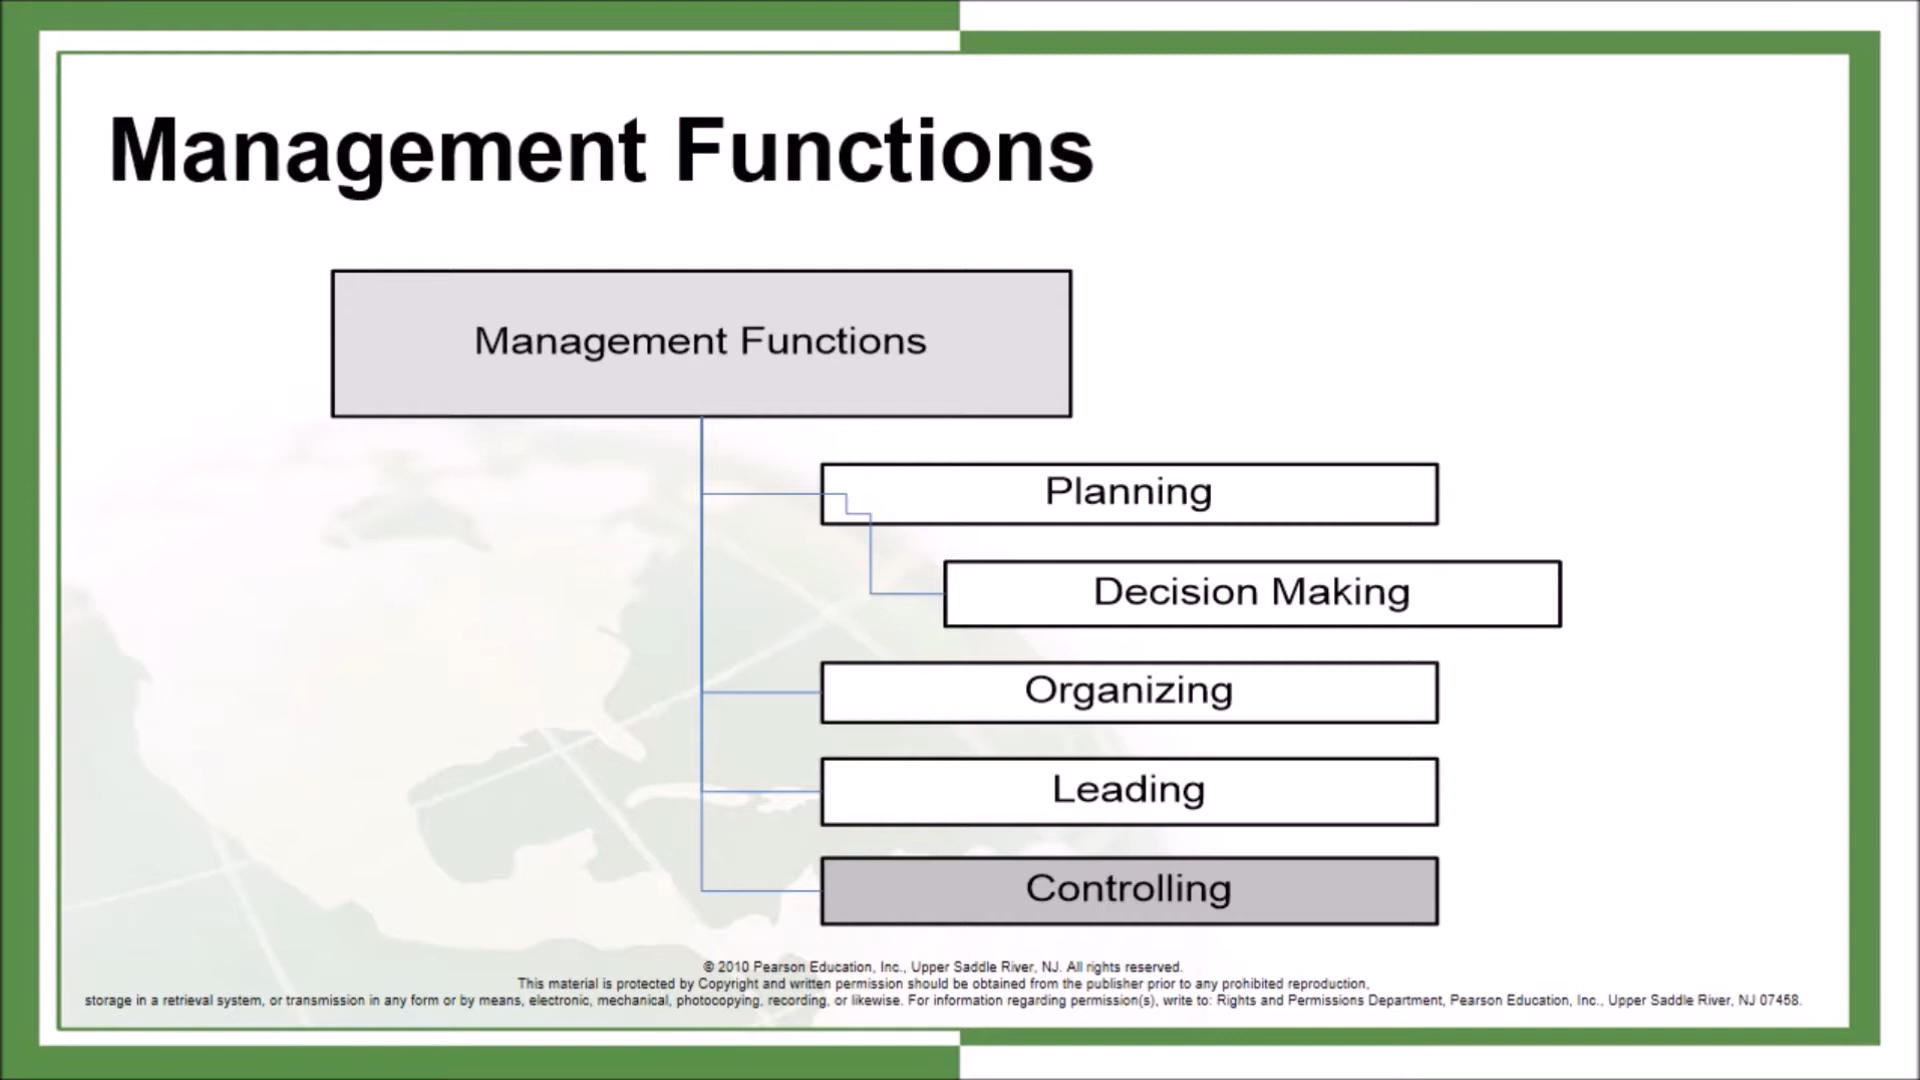 Management Functions
Management Functions
Planning
Decision Making
Organizing
Leading
Controlling
© 2010 Pearson Education, Inc., Upper Saddle River, NJ. All rights reserved.
This material is protected by Copyright and written permission should be obtained from the publisher prior to any prohibited reproduction,
storage in a retrieval system, or transmission in any form or by means, electronic, mechanical, photocopying, recording, or likewise. For information regarding permission(s), write to: Rights and Permissions Department, Pearson Education, Inc., Upper Saddle River, NJ 07458.